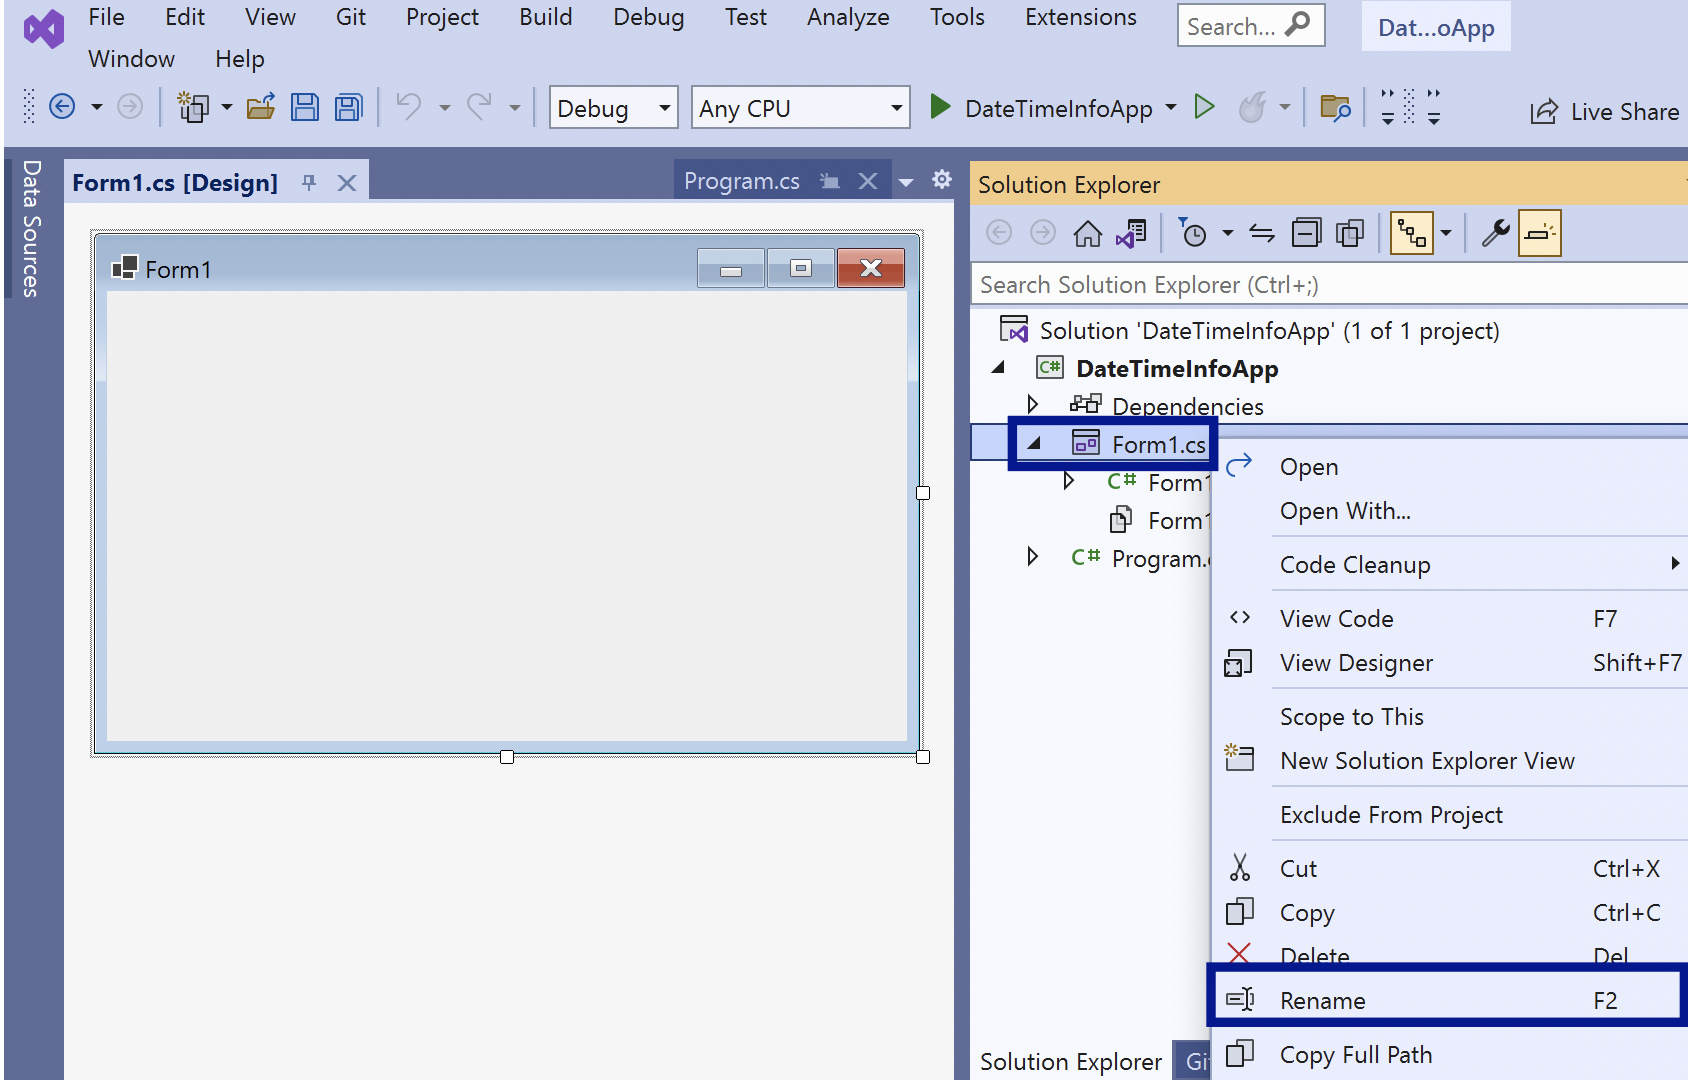 File Edit View Git Project Build Debug Test Analyze Tools Extensions Search... Dat...oApp
Window Help
Debug Any CPU DateTimeInfoApp Live Share
Data Sources
Form1.cs [Design] Program.cs
Form1
Solution Explorer
Search Solution Explorer (Ctrl+;)
Solution 'DateTimeInfoApp' (1 of 1 project)
C# DateTimeInfoApp
Dependencies
Form1.cs
C# Form1
Form1
C# Program.c
Open
Open With...
Code Cleanup
View Code F7
View Designer Shift+F7
Scope to This
New Solution Explorer View
Exclude From Project
Cut Ctrl+X
Copy Ctrl+C
Delete Del
Rename F2
Copy Full Path
Solution Explorer Gi